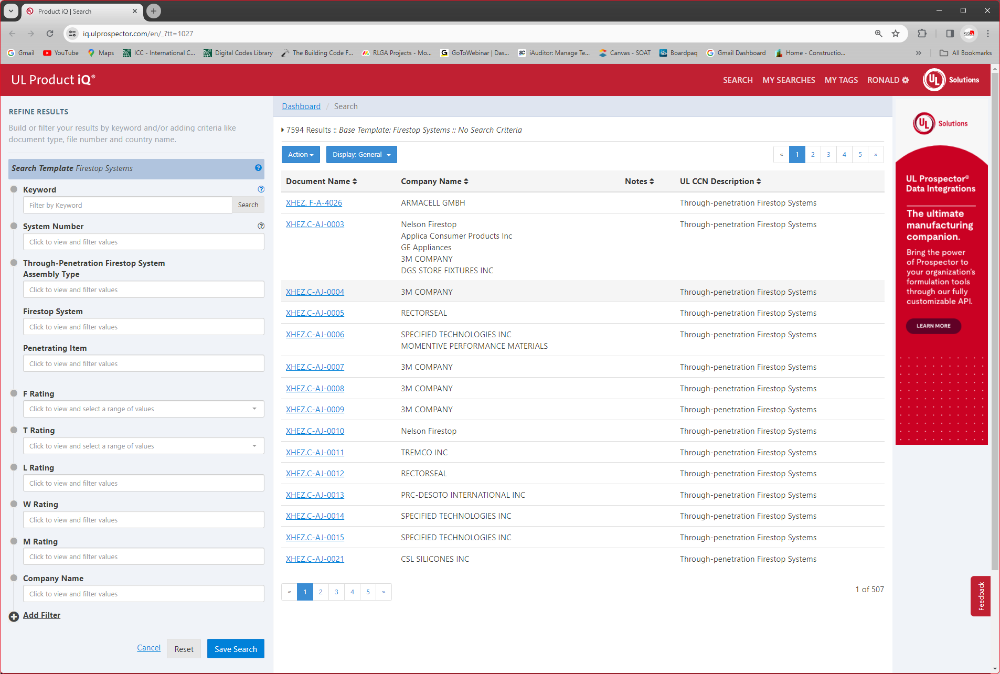 Product iQ | Search
iq.ulprospector.com/en/_?tt=1027
Gmail
YouTube
Maps
ICC - International C...
Digital Codes Library
The Building Code F...
RLGA Projects - Mo...
GoToWebinar | Das...
iAuditor: Manage Te...
Canvas - SOAT
Boardpaq
Gmail Dashboard
Home - Constructio...
All Bookmarks
UL Product iQ®
SEARCH
MY SEARCHES
MY TAGS
RONALD
UL Solutions
REFINE RESULTS
Build or filter your results by keyword and/or adding criteria like
document type, file number and country name.
Search Template Firestop Systems
Keyword
Filter by Keyword
Search
System Number
Click to view and filter values
Through-Penetration Firestop System
Assembly Type
Click to view and filter values
Firestop System
Click to view and filter values
Penetrating Item
Click to view and filter values
F Rating
Click to view and select a range of values
T Rating
Click to view and select a range of values
L Rating
Click to view and filter values
W Rating
Click to view and filter values
M Rating
Click to view and filter values
Company Name
Click to view and filter values
Add Filter
Cancel
Reset
Save Search
Dashboard / Search
7594 Results :: Base Template: Firestop Systems :: No Search Criteria
Action
Display: General
« 1 2 3 4 5 »
Document Name Company Name Notes UL CCN Description
XHEZ. F-A-4026 ARMACELL GMBH Through-penetration Firestop Systems
XHEZ.C-AJ-0003 Nelson Firestop Through-penetration Firestop Systems
Applica Consumer Products Inc
GE Appliances
3M COMPANY
DGS STORE FIXTURES INC
XHEZ.C-AJ-0004 3M COMPANY Through-penetration Firestop Systems
XHEZ.C-AJ-0005 RECTORSEAL Through-penetration Firestop Systems
XHEZ.C-AJ-0006 SPECIFIED TECHNOLOGIES INC Through-penetration Firestop Systems
MOMENTIVE PERFORMANCE MATERIALS
XHEZ.C-AJ-0007 3M COMPANY Through-penetration Firestop Systems
XHEZ.C-AJ-0008 3M COMPANY Through-penetration Firestop Systems
XHEZ.C-AJ-0009 3M COMPANY Through-penetration Firestop Systems
XHEZ.C-AJ-0010 Nelson Firestop Through-penetration Firestop Systems
XHEZ.C-AJ-0011 TREMCO INC Through-penetration Firestop Systems
XHEZ.C-AJ-0012 RECTORSEAL Through-penetration Firestop Systems
XHEZ.C-AJ-0013 PRC-DESOTO INTERNATIONAL INC Through-penetration Firestop Systems
XHEZ.C-AJ-0014 SPECIFIED TECHNOLOGIES INC Through-penetration Firestop Systems
XHEZ.C-AJ-0015 SPECIFIED TECHNOLOGIES INC Through-penetration Firestop Systems
XHEZ.C-AJ-0021 CSL SILICONES INC Through-penetration Firestop Systems
« 1 2 3 4 5 »
1 of 507
UL Solutions
UL Prospector®
Data Integrations
The ultimate
manufacturing
companion.
Bring the power
of Prospector to
your organization's
formulation tools
through our fully
customizable API.
LEARN MORE
Feedback